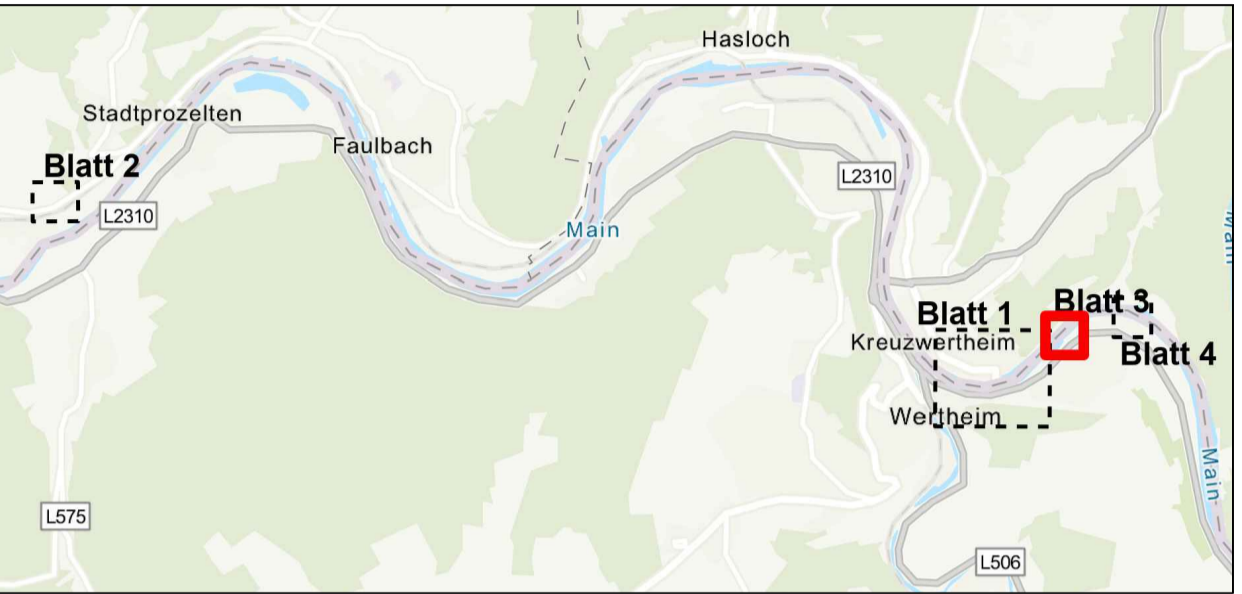 Hasloch
Stadtprozelten
Faulbach
Blatt 2
L2310
L2310
Main
Main
Blatt 3
Blatt 1
Kreuzwertheim
Blatt 4
Wertheim
Main
L575
L506